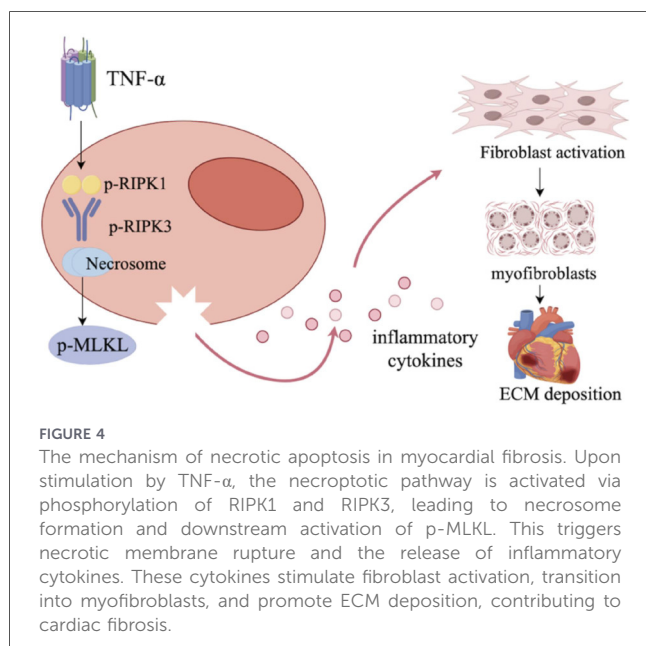 TNF-α
p-RIPK1
p-RIPK3
Necrosome
p-MLKL
inflammatory
cytokines
Fibroblast activation
myofibroblasts
ECM deposition
FIGURE 4
The mechanism of necrotic apoptosis in myocardial fibrosis. Upon
stimulation by TNF-α, the necroptotic pathway is activated via
phosphorylation of RIPK1 and RIPK3, leading to necrosome
formation and downstream activation of p-MLKL. This triggers
necrotic membrane rupture and the release of inflammatory
cytokines. These cytokines stimulate fibroblast activation, transition
into myofibroblasts, and promote ECM deposition, contributing to
cardiac fibrosis.